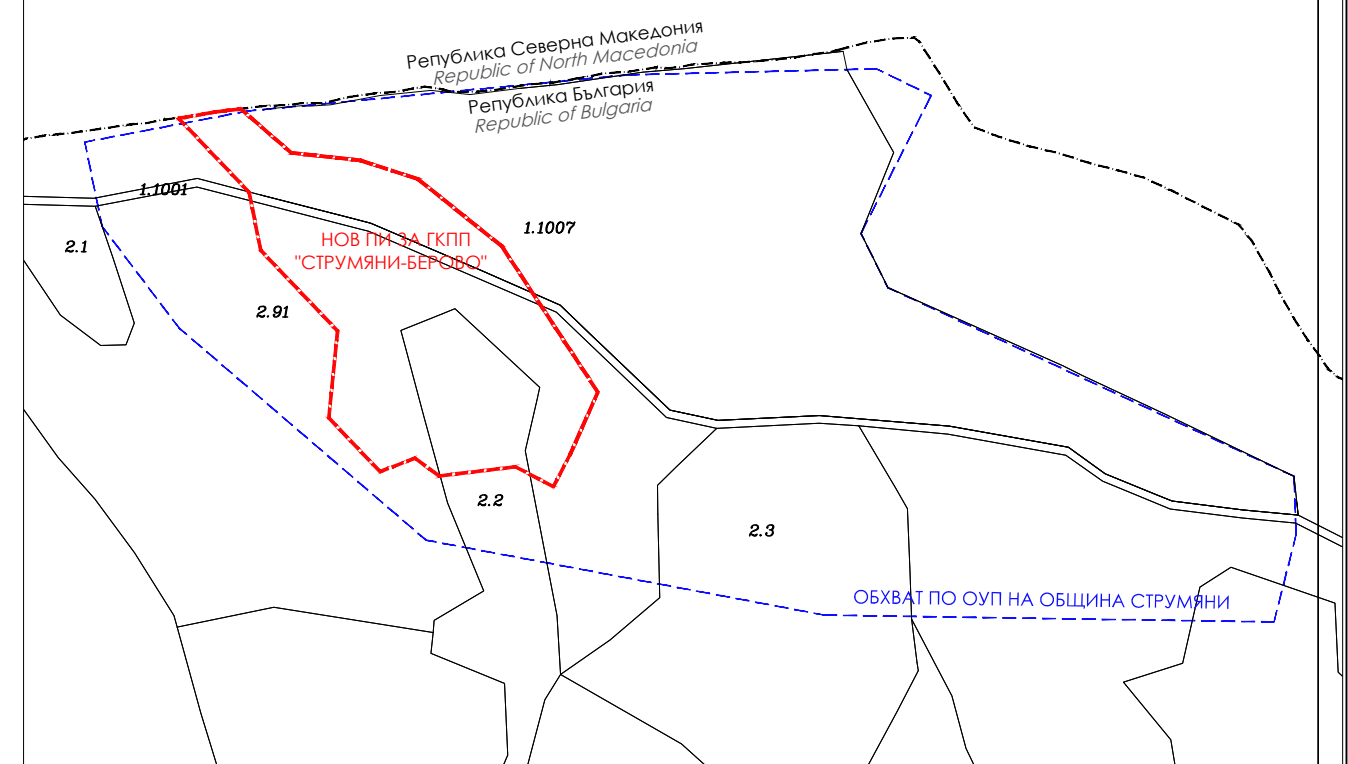 Република Северна Македония
Republic of North Macedonia
Република България
Republic of Bulgaria
1.1001
1.1007
2.1
НОВ ПИ ЗА ГКПП
"СТРУМЯНИ-БЕРОВО"
2.91
2.2
2.3
ОБХВАТ ПО ОУП НА ОБЩИНА СТРУМЯНИ